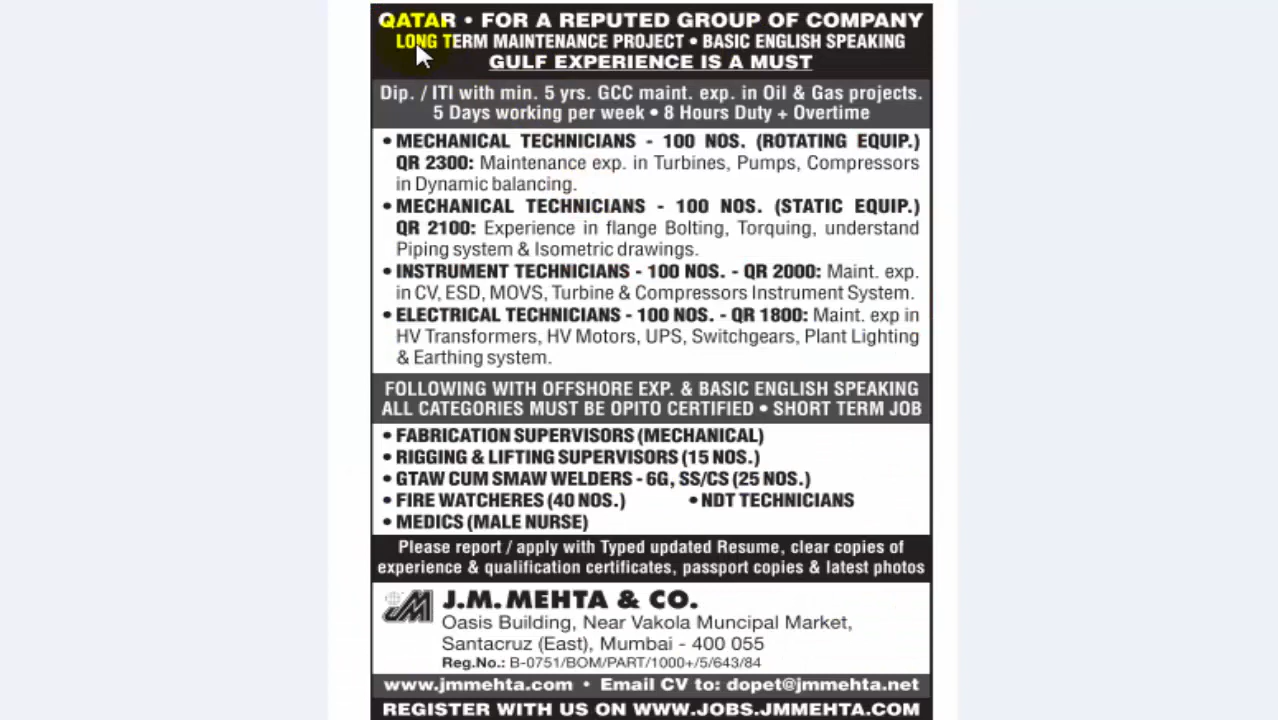 QATAR • FOR A REPUTED GROUP OF COMPANY
LONG TERM MAINTENANCE PROJECT • BASIC ENGLISH SPEAKING
GULF EXPERIENCE IS A MUST
Dip. / ITI with min. 5 yrs. GCC maint. exp. in Oil & Gas projects.
5 Days working per week • 8 Hours Duty + Overtime
• MECHANICAL TECHNICIANS - 100 NOS. (ROTATING EQUIP.)
QR 2300: Maintenance exp. in Turbines, Pumps, Compressors
in Dynamic balancing.
• MECHANICAL TECHNICIANS - 100 NOS. (STATIC EQUIP.)
QR 2100: Experience in flange Bolting, Torquing, understand
Piping system & Isometric drawings.
• INSTRUMENT TECHNICIANS - 100 NOS. - QR 2000: Maint. exp.
in CV, ESD, MOVS, Turbine & Compressors Instrument System.
• ELECTRICAL TECHNICIANS - 100 NOS. - QR 1800: Maint. exp in
HV Transformers, HV Motors, UPS, Switchgears, Plant Lighting
& Earthing system.
FOLLOWING WITH OFFSHORE EXP. & BASIC ENGLISH SPEAKING
ALL CATEGORIES MUST BE OPITO CERTIFIED • SHORT TERM JOB
• FABRICATION SUPERVISORS (MECHANICAL)
• RIGGING & LIFTING SUPERVISORS (15 NOS.)
• GTAW CUM SMAW WELDERS - 6G, SS/CS (25 NOS.)
• FIRE WATCHERES (40 NOS.) • NDT TECHNICIANS
• MEDICS (MALE NURSE)
Please report / apply with Typed updated Resume, clear copies of
experience & qualification certificates, passport copies & latest photos
JM J.M. MEHTA & CO.
Oasis Building, Near Vakola Muncipal Market,
Santacruz (East), Mumbai - 400 055
Reg.No.: B-0751/BOM/PART/1000+/5/643/84
www.jmmehta.com • Email CV to: dopet@jmmehta.net
REGISTER WITH US ON WWW.JOBS.JMMEHTA.COM